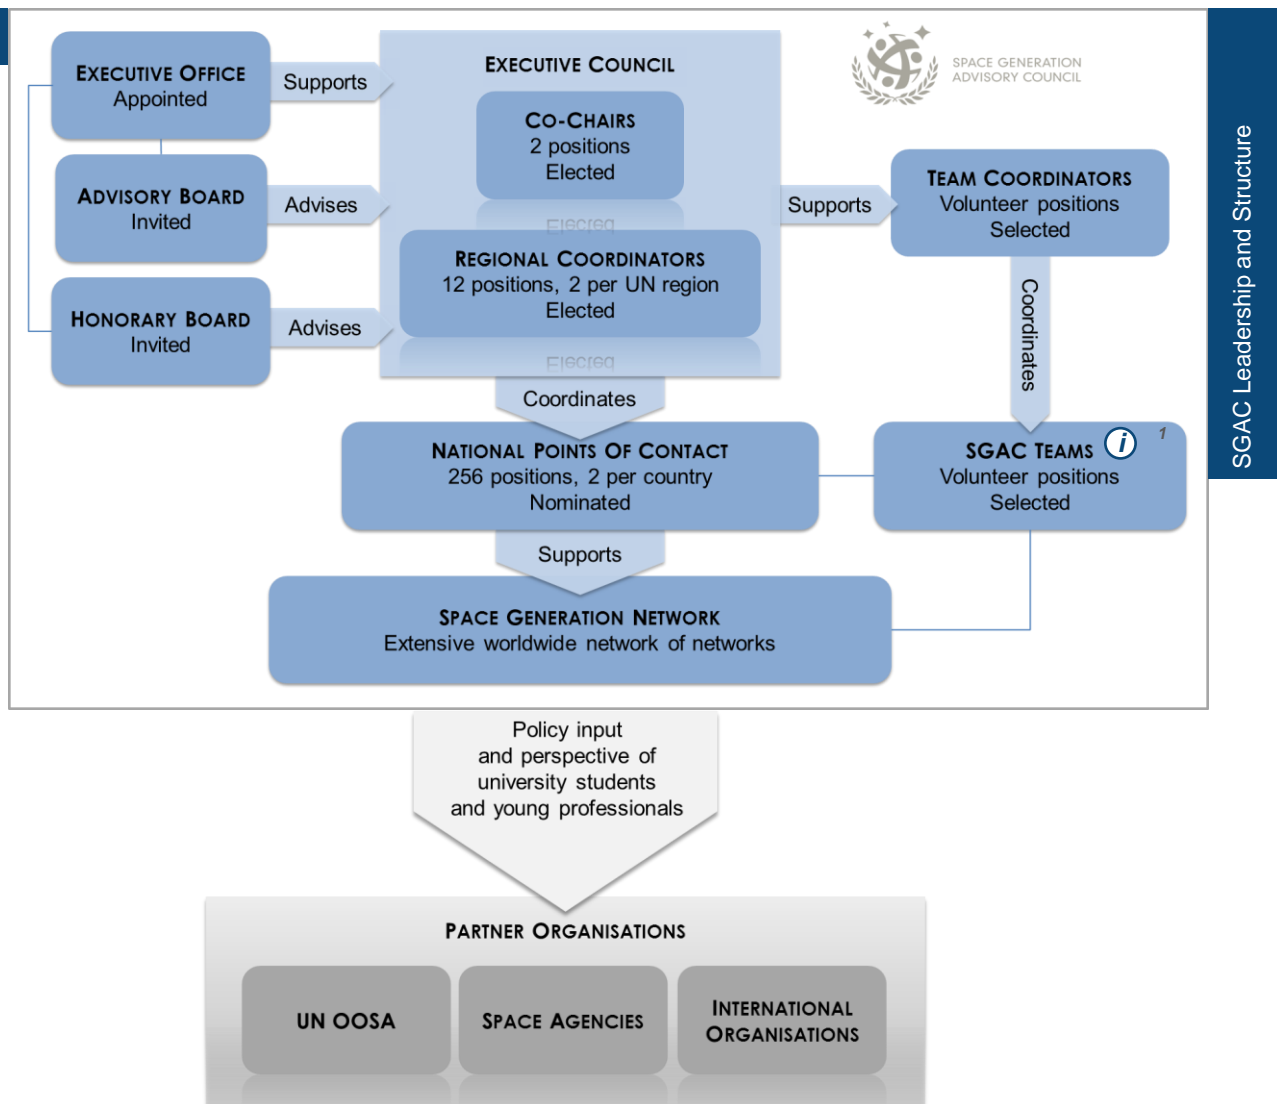 EXECUTIVE OFFICE
Appointed
Supports
EXECUTIVE COUNCIL
SPACE GENERATION
ADVISORY COUNCIL
CO-CHAIRS
2 positions
Elected
Elected
ADVISORY BOARD
Invited
Advises
Supports
TEAM COORDINATORS
Volunteer positions
Selected
REGIONAL COORDINATORS
12 positions, 2 per UN region
Elected
Elected
HONORARY BOARD
Invited
Advises
Coordinates
Coordinates
NATIONAL POINTS OF CONTACT
256 positions, 2 per country
Nominated
SGAC TEAMS
i
1
Volunteer positions
Selected
Supports
SPACE GENERATION NETWORK
Extensive worldwide network of networks
SGAC Leadership and Structure
Policy input
and perspective of
university students
and young professionals
PARTNER ORGANISATIONS
UN OOSA
SPACE AGENCIES
INTERNATIONAL
ORGANISATIONS